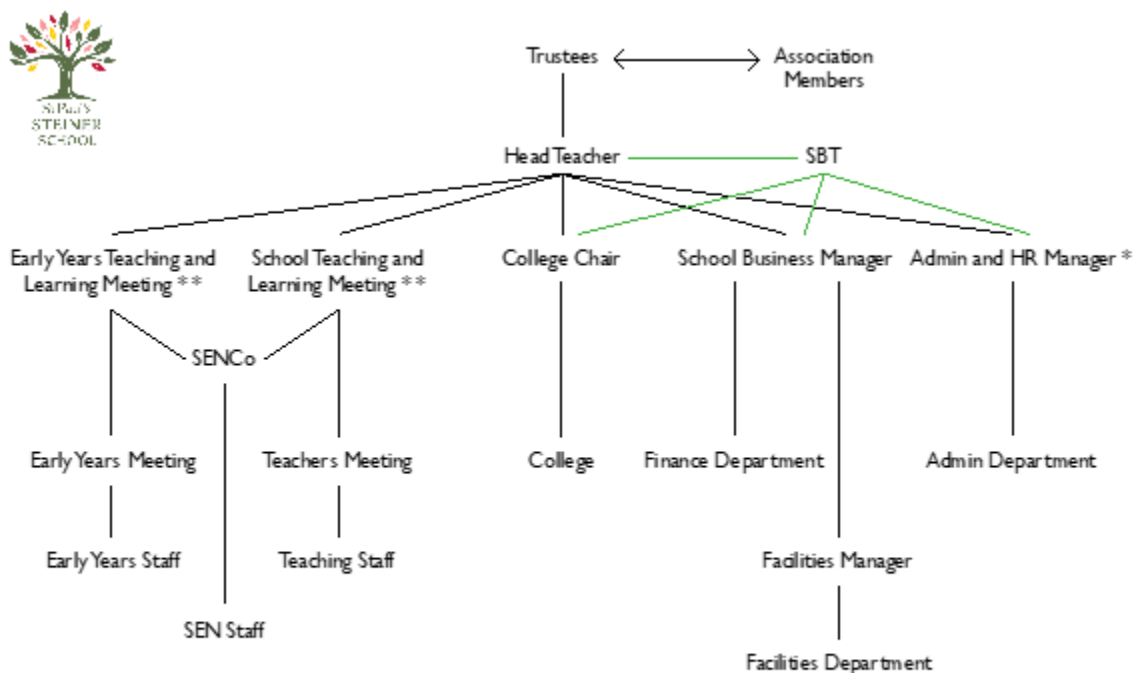 St Paul's
STEINER
SCHOOL
Trustees
Association
Members
Head Teacher
SBT
Early Years Teaching and
Learning Meeting **
School Teaching and
Learning Meeting **
College Chair
School Business Manager
Admin and HR Manager *
SENCo
Early Years Meeting
Teachers Meeting
College
Finance Department
Admin Department
Early Years Staff
Teaching Staff
Facilities Manager
SEN Staff
Facilities Department